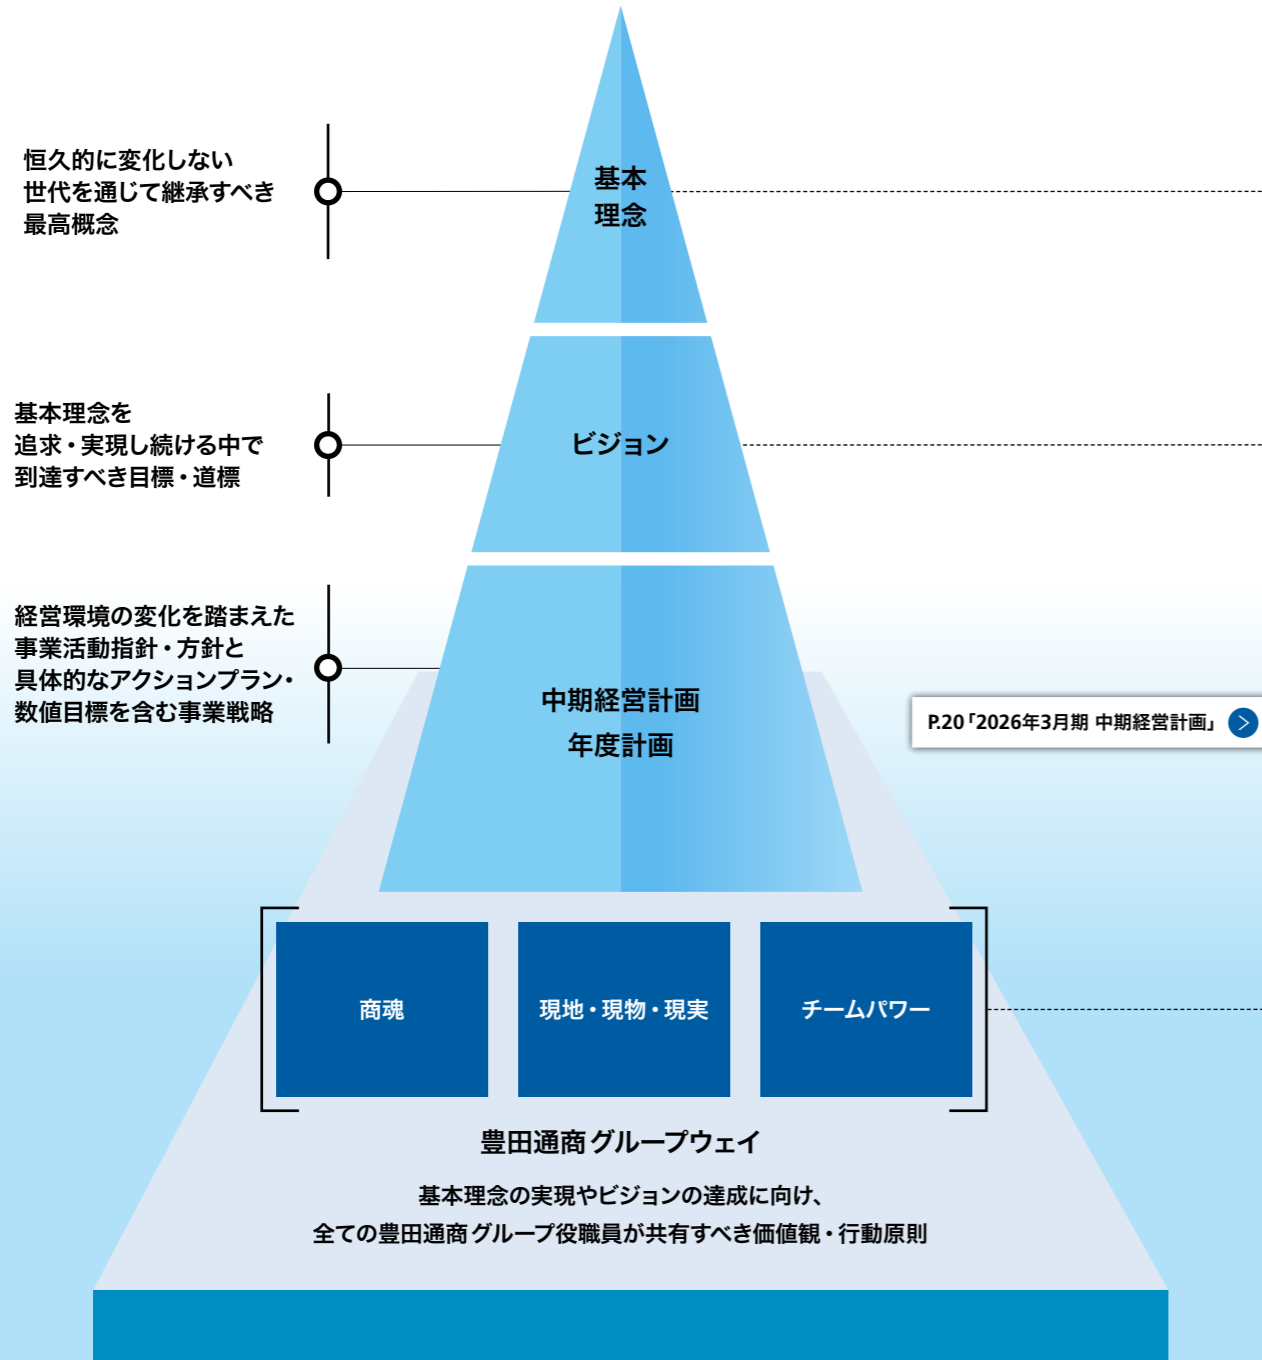 恒久的に変化しない
世代を通じて継承すべき
最高概念
基本
理念
基本理念を
追求・実現し続ける中で
到達すべき目標・道標
ビジョン
経営環境の変化を踏まえた
事業活動指針・方針と
具体的なアクションプラン・
数値目標を含む事業戦略
中期経営計画
年度計画
P.20「2026年3月期 中期経営計画」
商魂
現地・現物・現実
チームパワー
豊田通商グループウェイ
基本理念の実現やビジョンの達成に向け、
全ての豊田通商グループ役職員が共有すべき価値観・行動原則